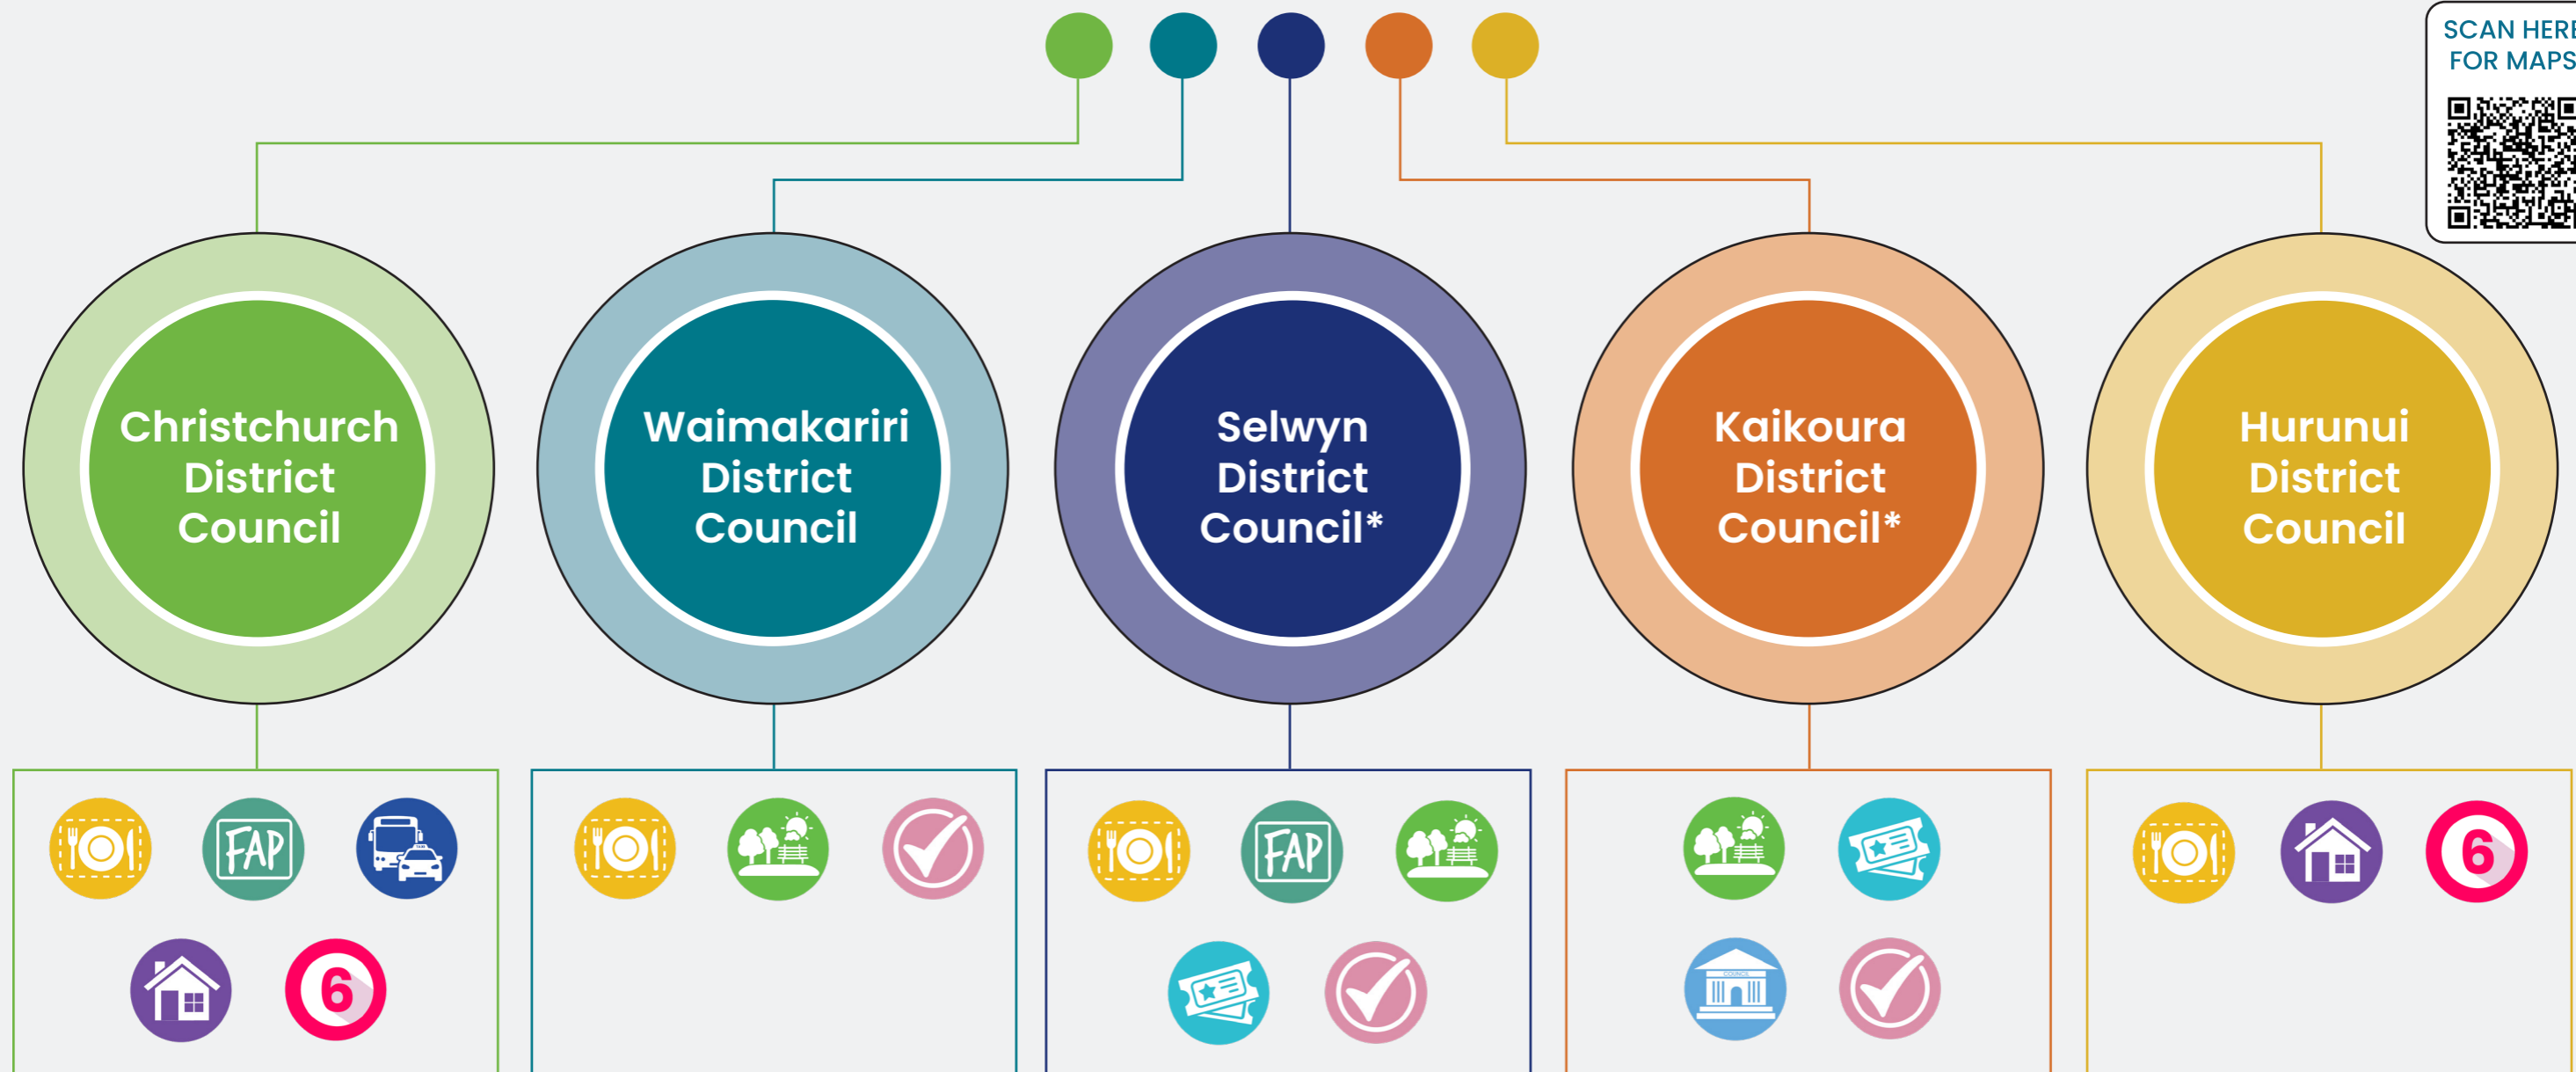 SCAN HERE
FOR MAPS
Christchurch
District
Council
Waimakariri
District
Council
Selwyn
District
Council*
Kaikoura
District
Council*
Hurunui
District
Council
FAP
FAP
6
COUNCIL
6